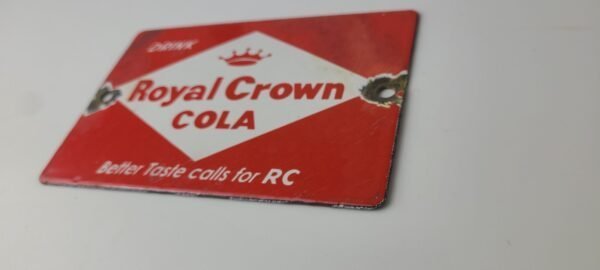 DRINK
Royal Crown
COLA
Better Taste calls for RC